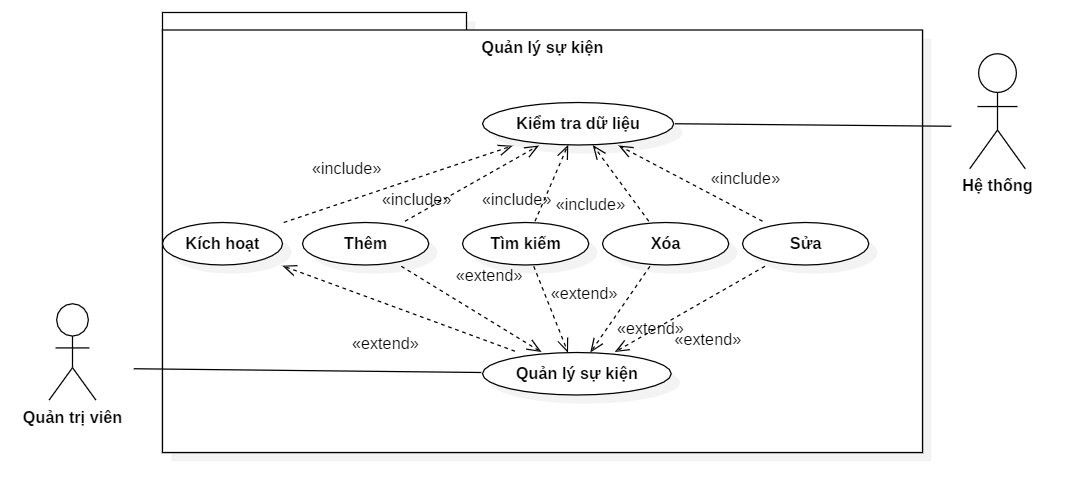 Quản lý sự kiện
Kiểm tra dữ liệu
«include»
«include»
«include»
«include»
«include»
Hệ thống
Kích hoạt
Thêm
Tìm kiếm
Xóa
Sửa
«extend»
«extend»
«extend»
«extend»
«extend»
Quản lý sự kiện
Quản trị viên